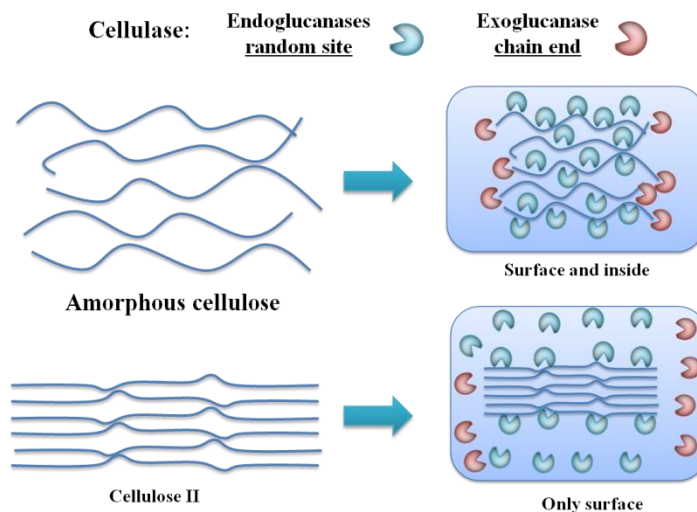 Cellulase:
Endoglucanases
random site
Exoglucanase
chain end
Surface and inside
Amorphous cellulose
Cellulose II
Only surface